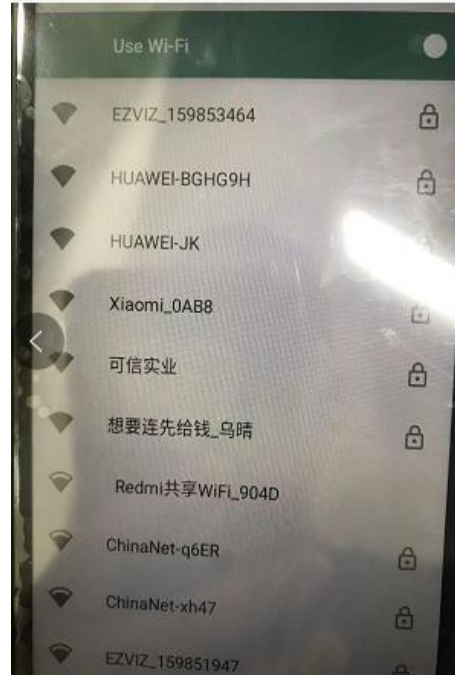 Use Wi-Fi
EZVIZ_159853464
HUAWEI-BGHG9H
HUAWEI-JK
Xiaomi_0AB8
可信实业
想要连先给钱_乌晴
Redmi共享WiFi_904D
ChinaNet-q6ER
ChinaNet-xh47
EZVIZ_159851947